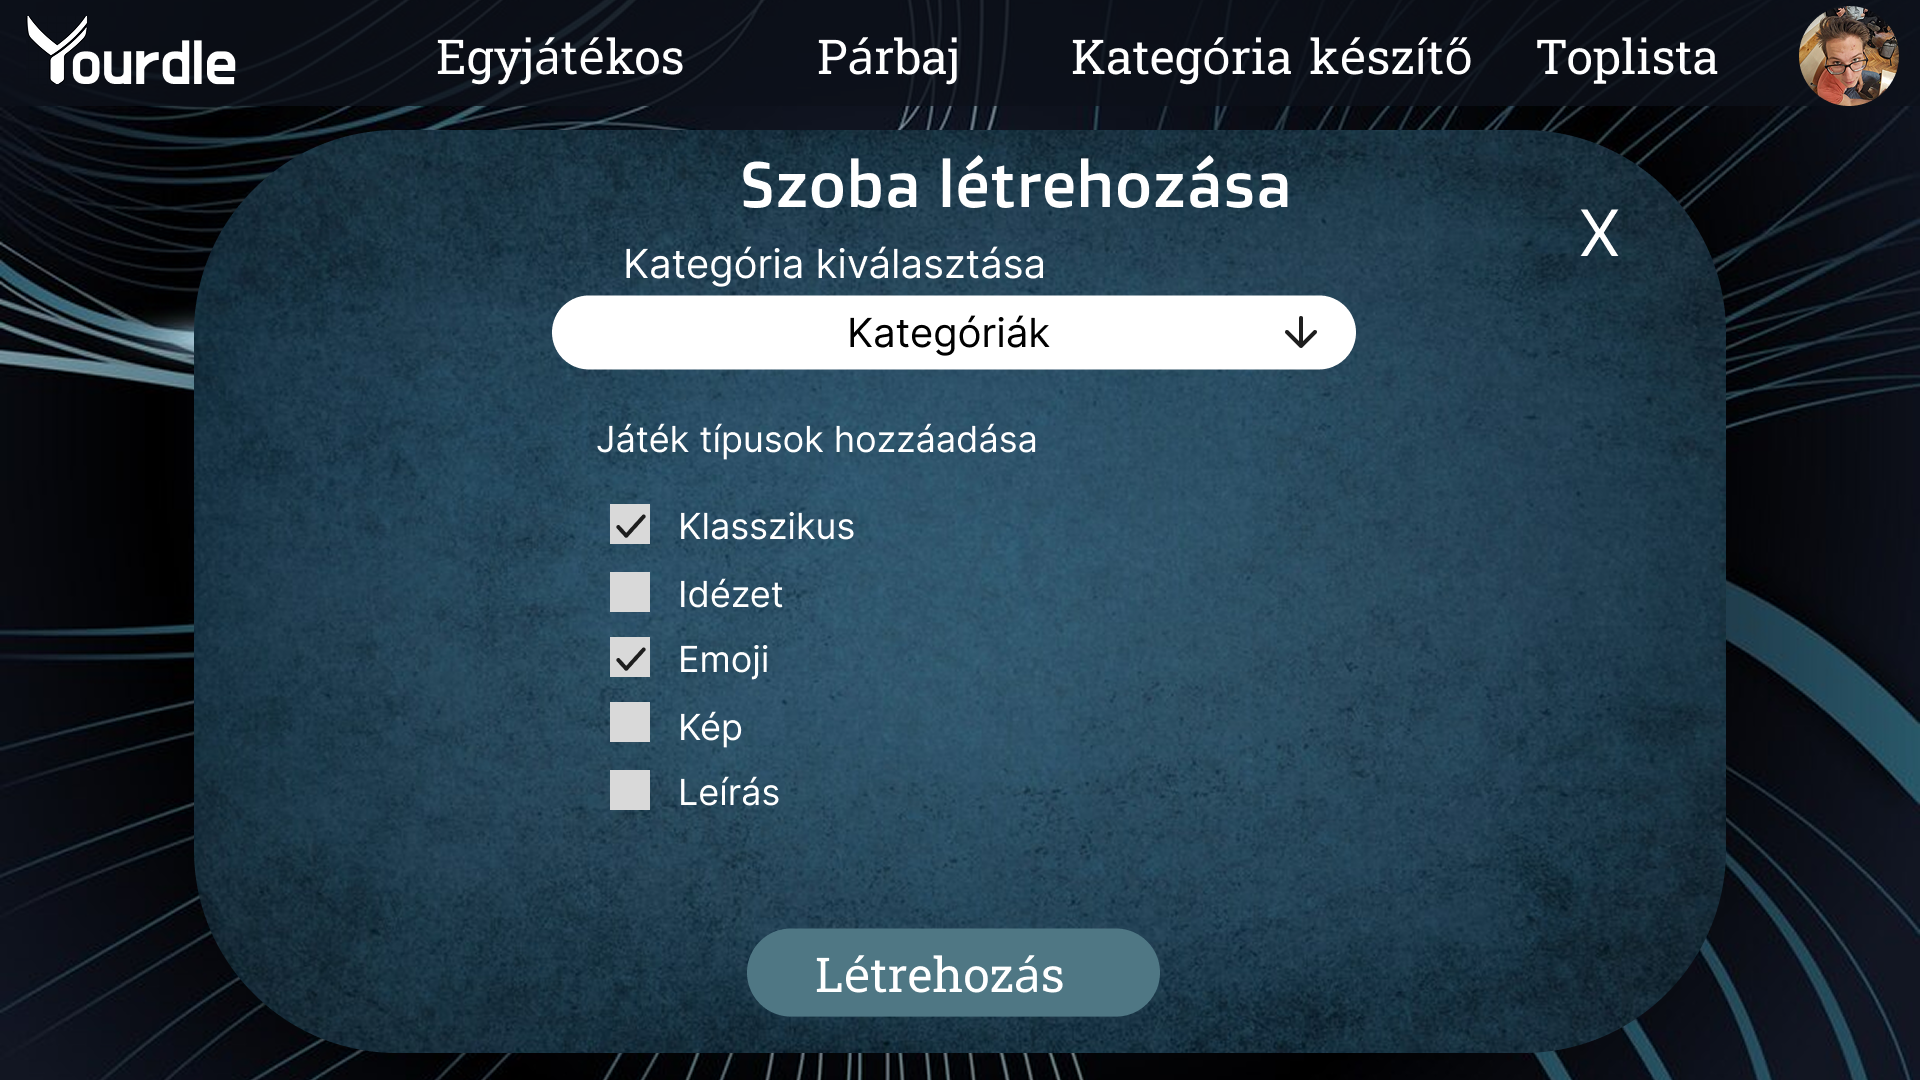 Yourdle
Egyjátékos
Párbaj
Kategória készítő
Toplista
Szoba létrehozása
X
Kategória kiválasztása
Kategóriák
Játék típusok hozzáadása
Klasszikus
Idézet
Emoji
Kép
Leírás
Létrehozás